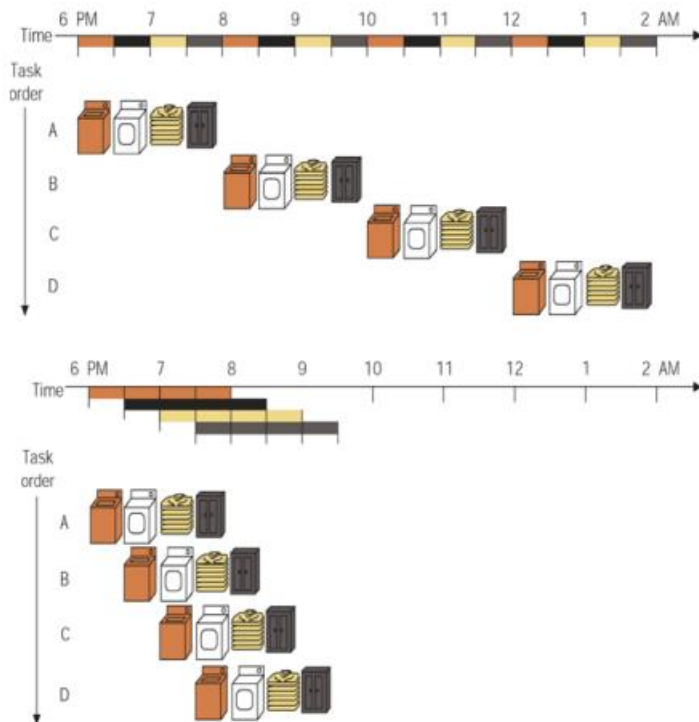 6 PM 7 8 9 10 11 12 1 2 AM
Time
Task
order
A
B
C
D
6 PM 7 8 9 10 11 12 1 2 AM
Time
Task
order
A
B
C
D